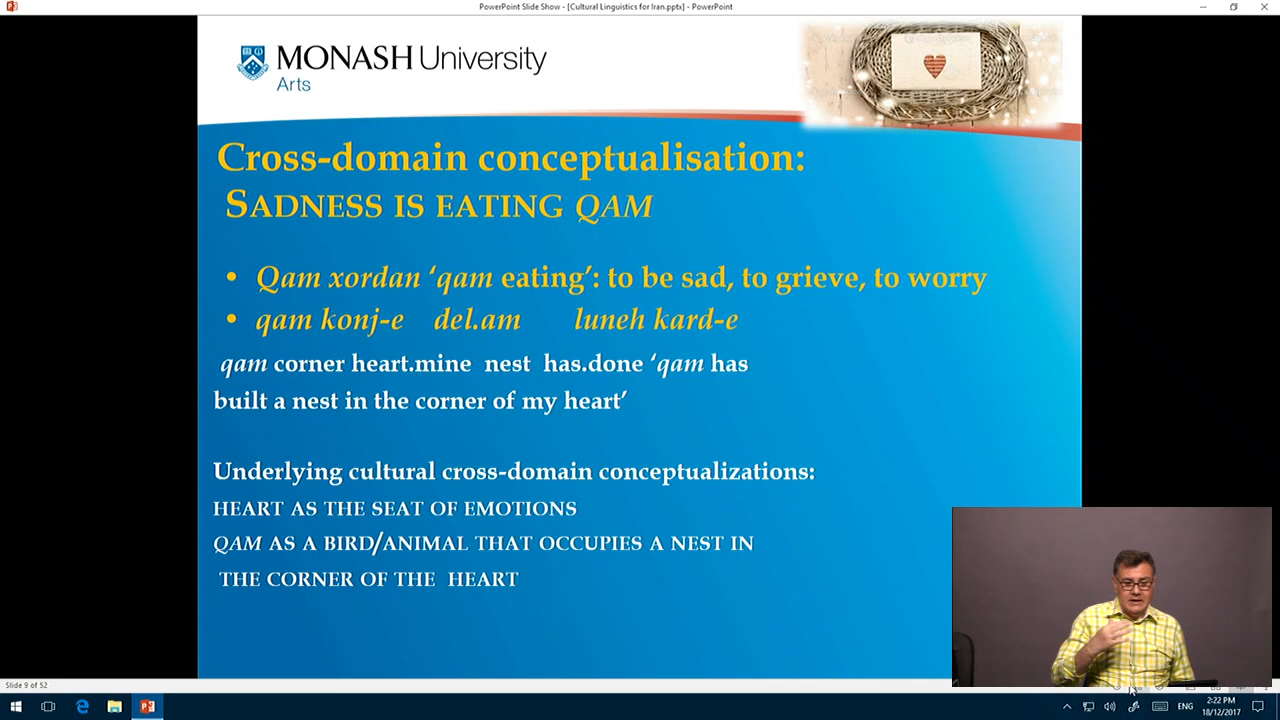 PowerPoint Slide Show - [Cultural Linguistics for Iran.pptx] - PowerPoint
MONASH University
Arts
Cross-domain conceptualisation:
SADNESS IS EATING QAM
• Qam xordan ‘qam eating’: to be sad, to grieve, to worry
• qam konj-e del.am luneh kard-e
qam corner heart.mine nest has.done ‘qam has
built a nest in the corner of my heart’
Underlying cultural cross-domain conceptualizations:
HEART AS THE SEAT OF EMOTIONS
QAM AS A BIRD/ANIMAL THAT OCCUPIES A NEST IN
THE CORNER OF THE HEART
Slide 9 of 52
ENG
2:22 PM
18/12/2017